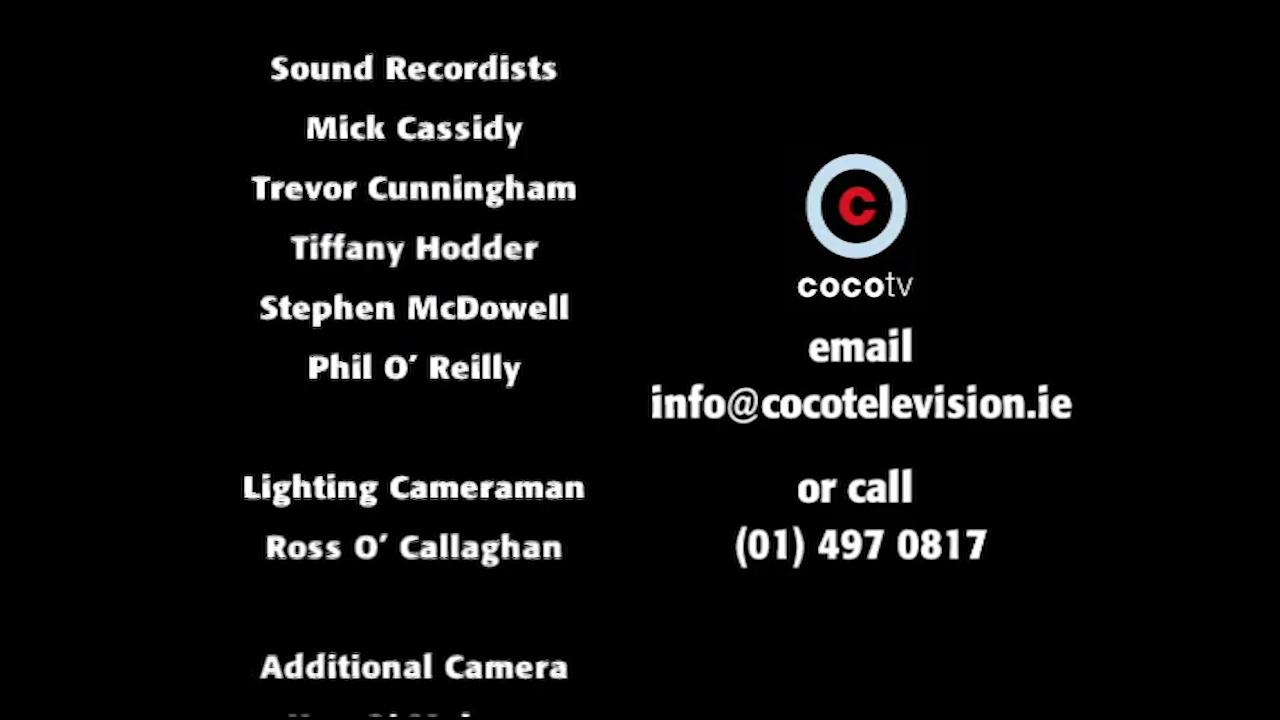 Sound Recordists
Mick Cassidy
Trevor Cunningham
Tiffany Hodder
Stephen McDowell
Phil O' Reilly
Lighting Cameraman
Ross O' Callaghan
Additional Camera
c
cocotv
email
info@cocotelevision.ie
or call
(01) 497 0817